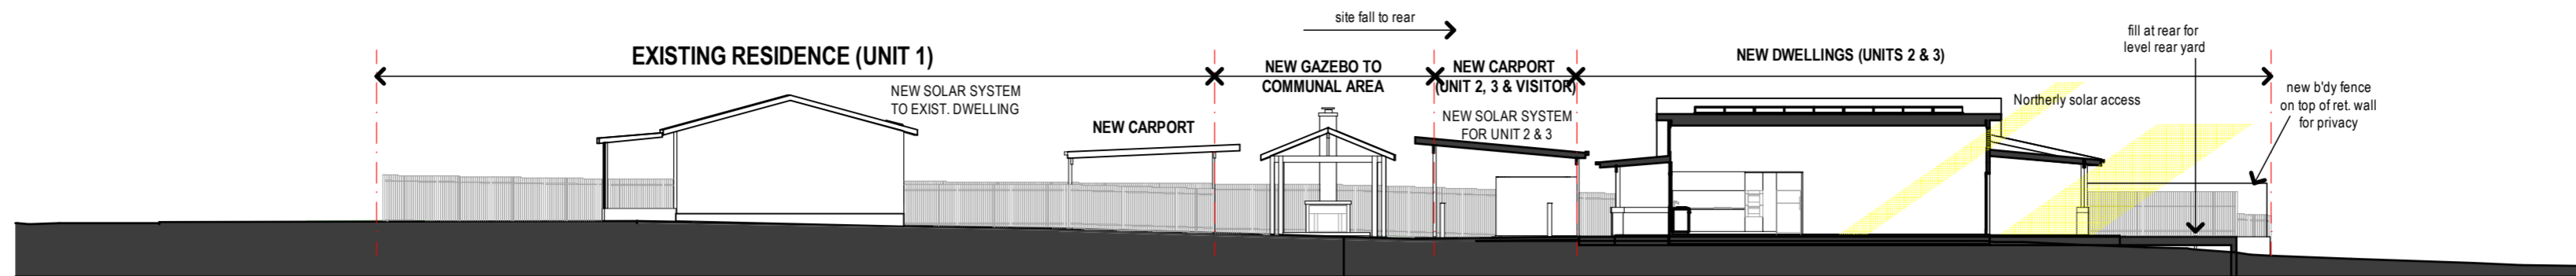 site fall to rear
EXISTING RESIDENCE (UNIT 1)
NEW SOLAR SYSTEM
TO EXIST. DWELLING
NEW CARPORT
NEW GAZEBO TO
COMMUNAL AREA
NEW CARPORT
(UNIT 2, 3 & VISITOR)
NEW SOLAR SYSTEM
FOR UNIT 2 & 3
NEW DWELLINGS (UNITS 2 & 3)
Northerly solar access
fill at rear for
level rear yard
new b'dy fence
on top of ret. wall
for privacy